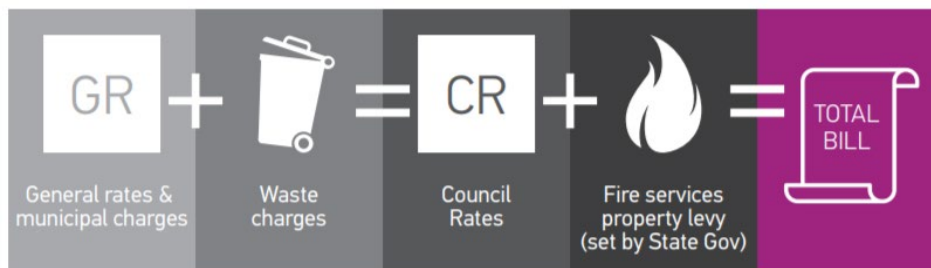 GR
General rates &
municipal charges
+
Waste
charges
=
CR
Council
Rates
+
Fire services
property levy
(set by State Gov)
=
TOTAL
BILL